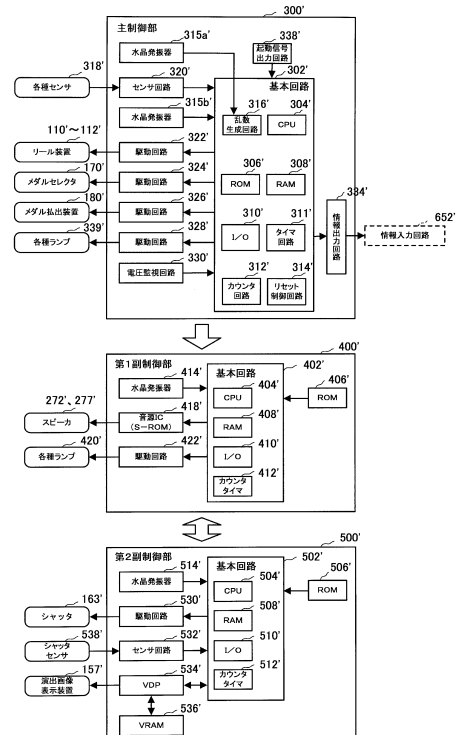 300'
主制御部
315a'
水晶発振器
338'
起動信号
出力回路
318'
各種センサ
320'
センサ回路
302'
基本回路
315b'
水晶発振器
316'
乱数
生成回路
304'
CPU
110'～112'
リール装置
322'
駆動回路
170'
メダルセレクタ
324'
駆動回路
306'
ROM
308'
RAM
180'
メダル払出装置
326'
駆動回路
334'
情報出力回路
652'
情報入力回路
339'
各種ランプ
328'
駆動回路
310'
I/O
311'
タイマ
回路
330'
電圧監視回路
312'
カウンタ
回路
314'
リセット
制御回路
400'
第1副制御部
402'
基本回路
414'
水晶発振器
404'
CPU
406'
ROM
272'、277'
スピーカ
418'
音源IC
(S-ROM)
408'
RAM
420'
各種ランプ
422'
駆動回路
410'
I/O
412'
カウンタ
タイマ
500'
第2副制御部
502'
基本回路
514'
水晶発振器
504'
CPU
506'
ROM
163'
シャッタ
530'
駆動回路
508'
RAM
538'
シャッタ
センサ
532'
センサ回路
510'
I/O
157'
演出画像
表示装置
534'
VDP
512'
カウンタ
タイマ
536'
VRAM